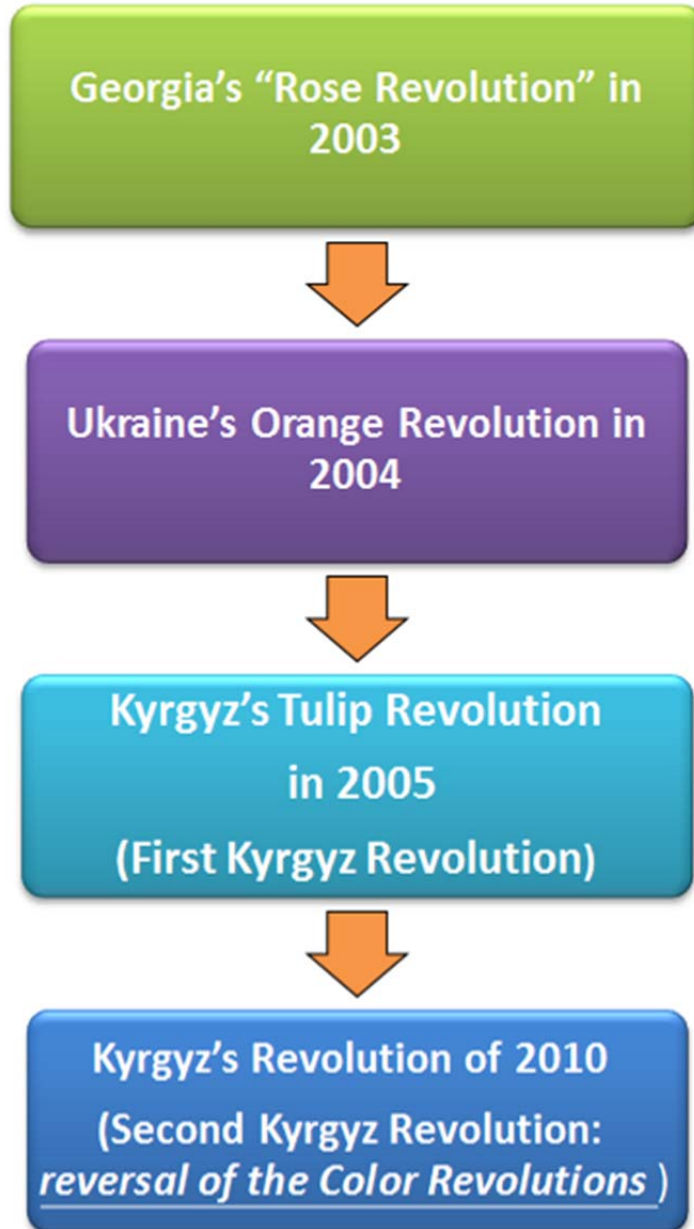 Georgia’s “Rose Revolution” in
2003
Ukraine’s Orange Revolution in
2004
Kyrgyz’s Tulip Revolution
in 2005
(First Kyrgyz Revolution)
Kyrgyz’s Revolution of 2010
(Second Kyrgyz Revolution:
reversal of the Color Revolutions )